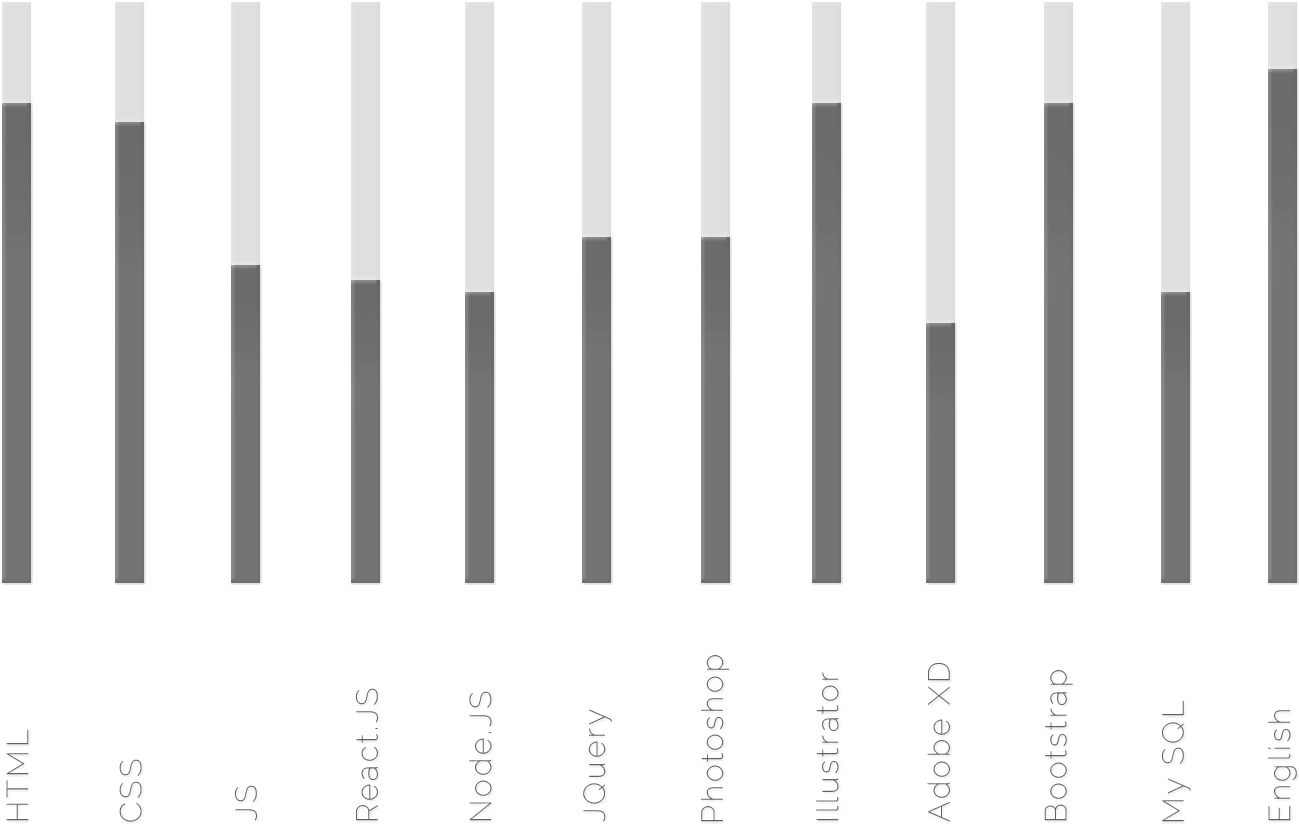 HTML
CSS
JS
React.JS
Node.JS
JQuery
Photoshop
Illustrator
Adobe XD
Bootstrap
My SQL
English